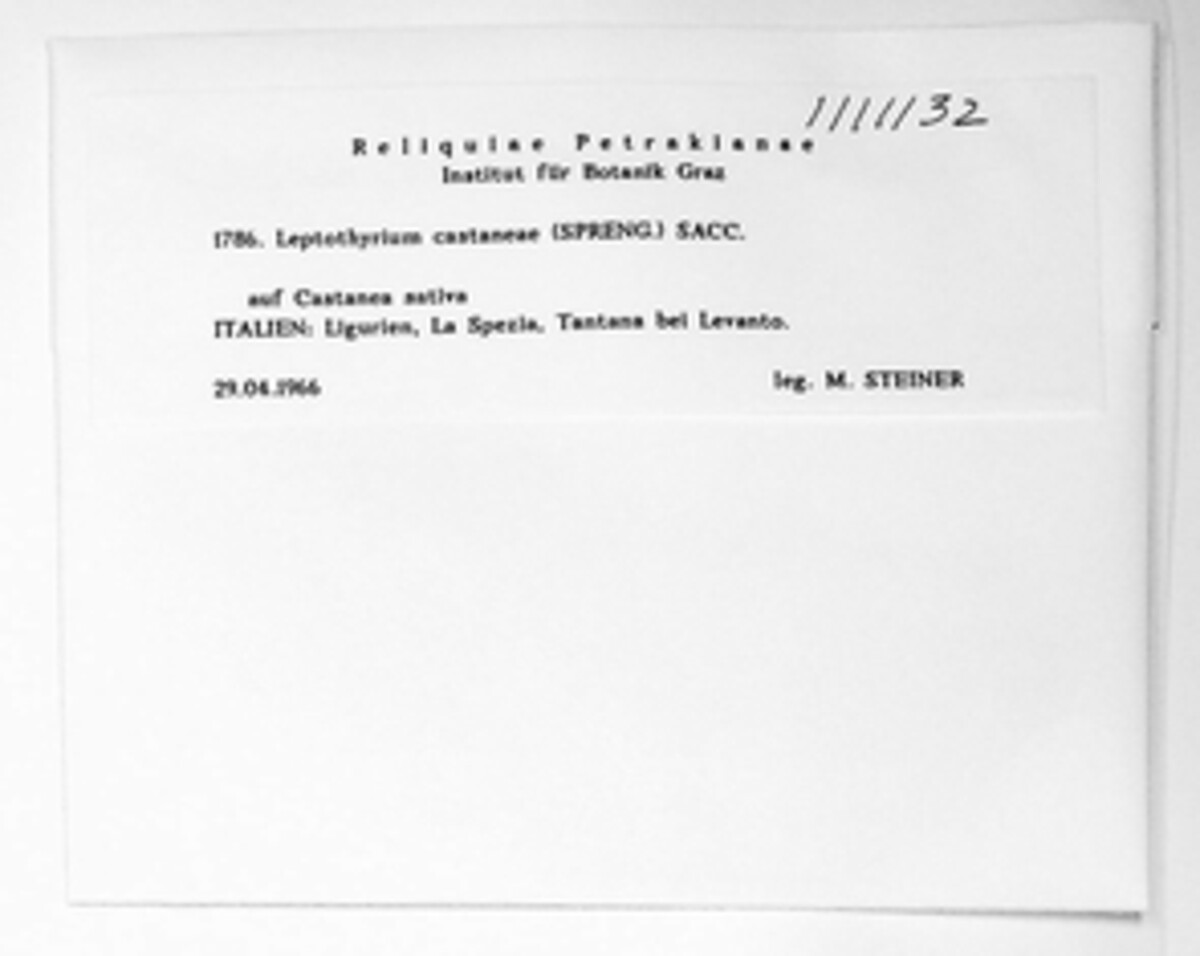 1111132
Reliquiae Petrakianae
Institut für Botanik Graz
1786. Leptothyrium castaneae (SPRENG.) SACC.
auf Castanea sativa
ITALIEN: Ligurien, La Spezia, Tantana bei Levanto.
29.04.1966 leg. M. STEINER